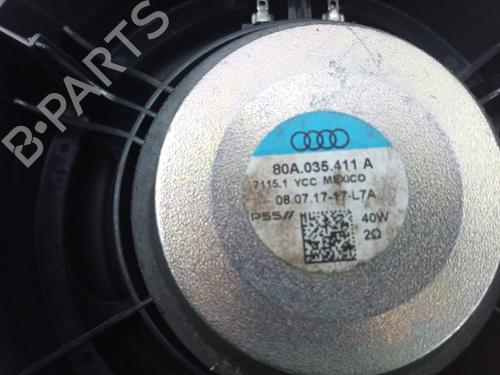 B-PARTS
80A.035.411 A
7115.1 YCC MEXICO
08.07.17-17-L7A
PSS//
40W
2Ω